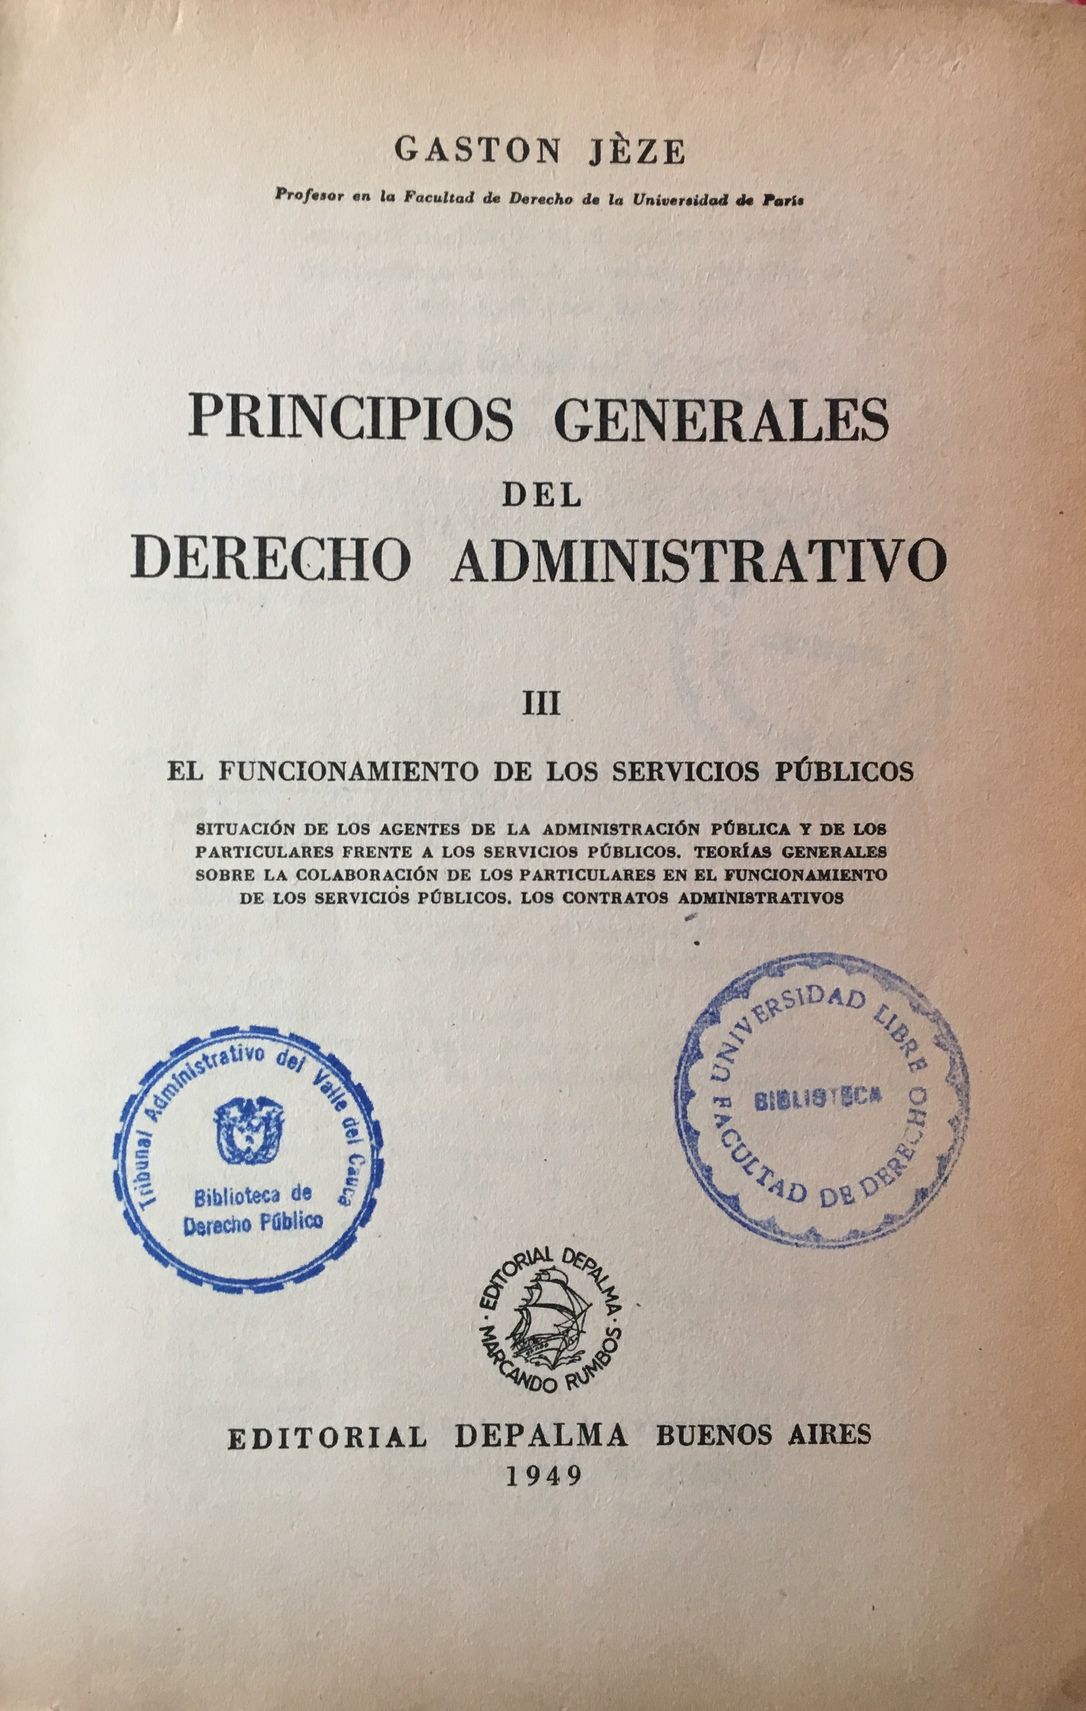 GASTON JÈZE
Profesor en la Facultad de Derecho de la Universidad de París
PRINCIPIOS GENERALES
DEL
DERECHO ADMINISTRATIVO
III
EL FUNCIONAMIENTO DE LOS SERVICIOS PÚBLICOS
SITUACIÓN DE LOS AGENTES DE LA ADMINISTRACIÓN PÚBLICA Y DE LOS
PARTICULARES FRENTE A LOS SERVICIOS PÚBLICOS. TEORÍAS GENERALES
SOBRE LA COLABORACIÓN DE LOS PARTICULARES EN EL FUNCIONAMIENTO
DE LOS SERVICIOS PÚBLICOS. LOS CONTRATOS ADMINISTRATIVOS
Tribunal Administrativo del Valle del Cauca
Biblioteca de
Derecho Público
UNIVERSIDAD LIBRE
BIBLIOTECA
FACULTAD DE DERECHO
EDITORIAL DEPALMA
· MARCANDO RUMBOS ·
EDITORIAL DEPALMA BUENOS AIRES
1949